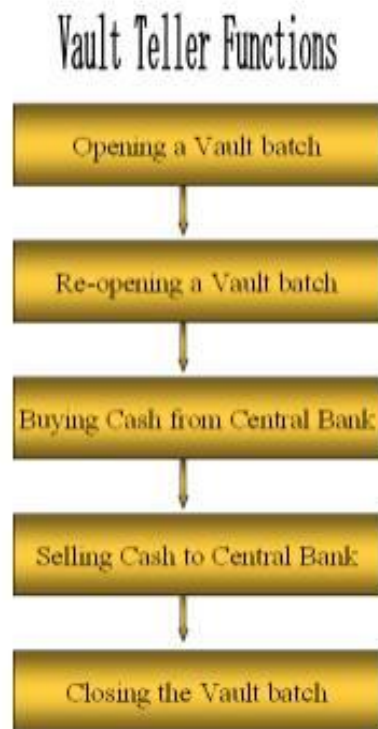 Vault Teller Functions
Opening a Vault batch
Re-opening a Vault batch
Buying Cash from Central Bank
Selling Cash to Central Bank
Closing the Vault batch